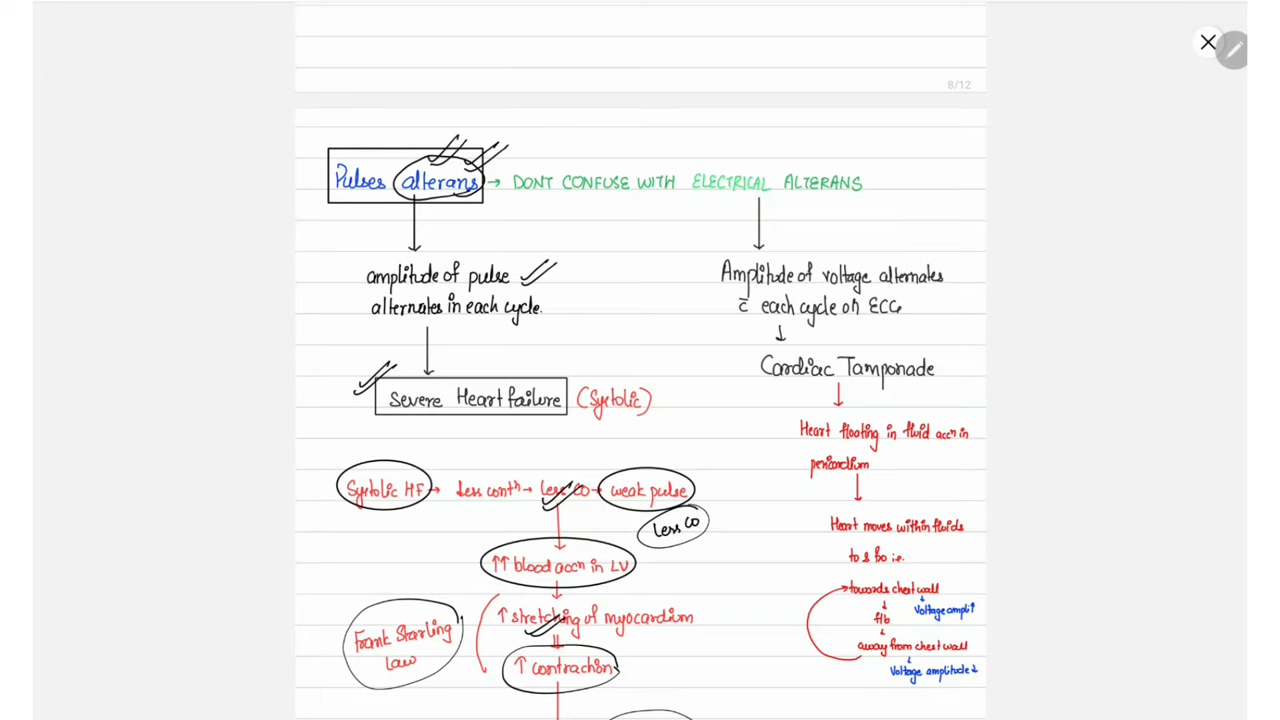 8/12
Pulses alterans → DONT CONFUSE WITH ELECTRICAL ALTERANS
amplitude of pulse
alternates in each cycle.
Severe Heart failure (Systolic)
Systolic HF → Less contn → less CO → weak pulse
Less CO
↑↑ blood accn in LV
↑ stretching of myocardium
Frank Starling
law
↑ contraction
Amplitude of voltage alternates
c̄ each cycle on ECG
↓
Cardiac Tamponade
Heart floating in fluid accn in
pericardium
Heart moves within fluids
to & fro i.e.
towards chest wall
Voltage ampli↑
f/b
away from chest wall
Voltage amplitude↓